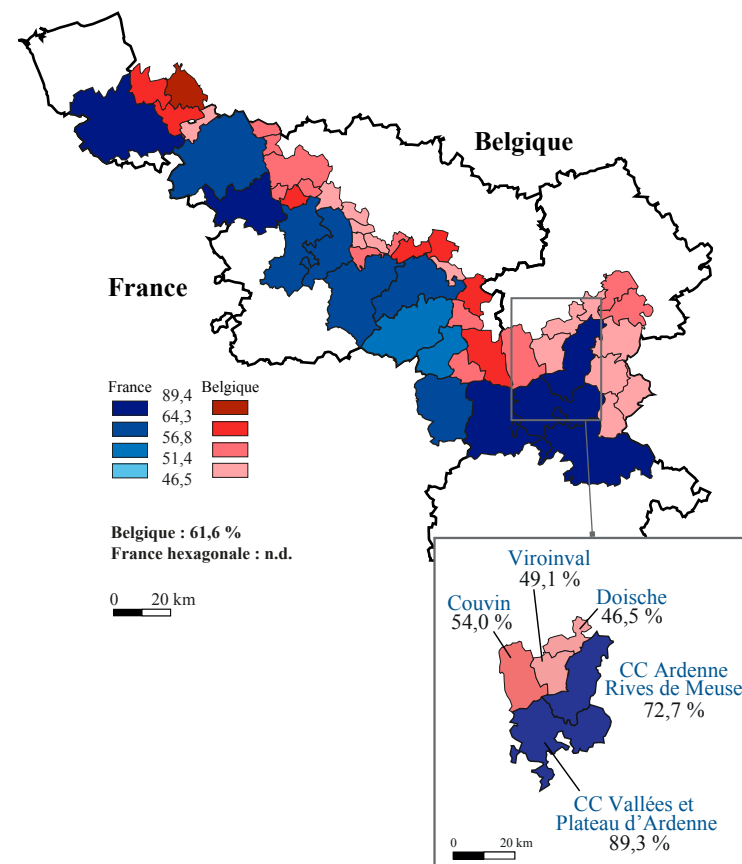 Belgique
France
France Belgique
89,4
64,3
56,8
51,4
46,5
Belgique : 61,6 %
France hexagonale : n.d.
0 20 km
Viroinval
49,1 %
Couvin
54,0 %
Doische
46,5 %
CC Ardenne
Rives de Meuse
72,7 %
CC Vallées et
Plateau d'Ardenne
89,3 %
0 20 km